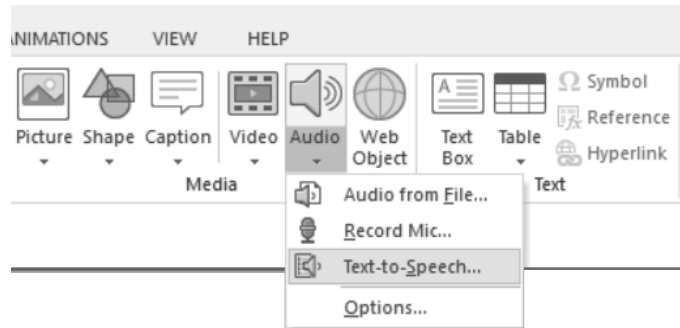 NIMATIONS VIEW HELP
Picture Shape Caption Video Audio Web Object Text Box Table
Symbol
Reference
Hyperlink
Media Text
Audio from File...
Record Mic...
Text-to-Speech...
Options...